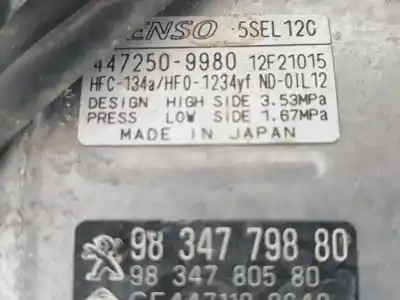 DENSO 5SEL12C
447250-9980 12F21015
HFC-134a/HFO-1234yf ND-OIL12
DESIGN HIGH SIDE 3.53MPa
PRESS LOW SIDE 1.67MPa
MADE IN JAPAN
98 347 798 80
98 347 805 80